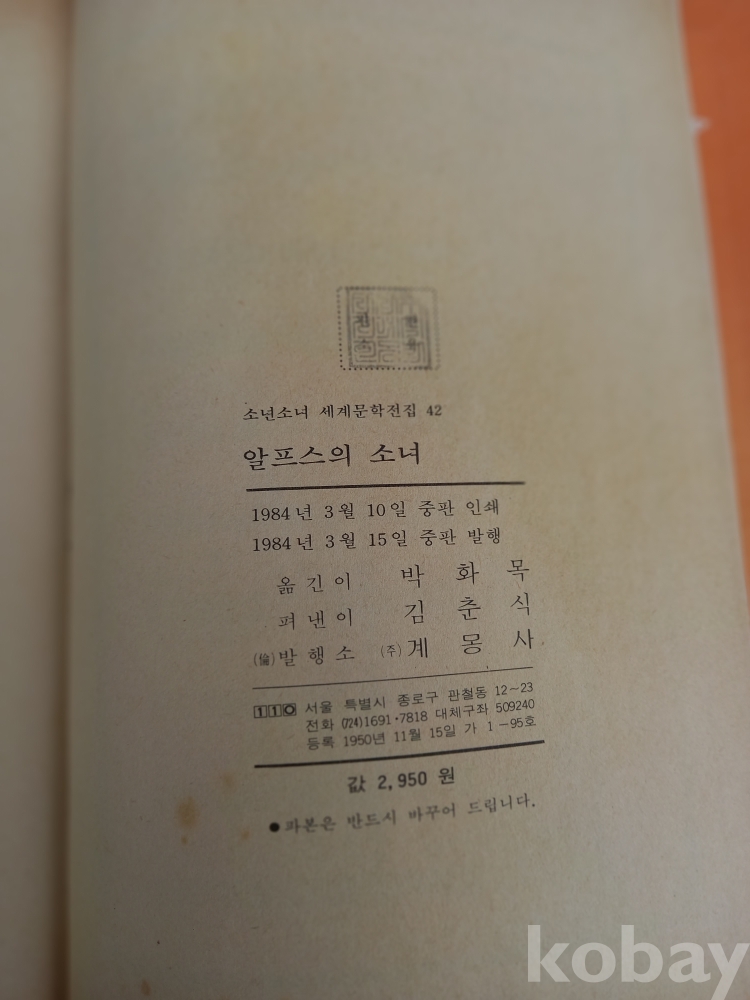 소년소녀 세계문학전집 42
알프스의 소녀
1984년 3월 10일 중판 인쇄
1984년 3월 15일 중판 발행
옮긴이 박화목
펴낸이 김춘식
(倫)발행소 (주)계몽사
110 서울 특별시 종로구 관철동 12~23
전화 (724)1691·7818 대체구좌 509240
등록 1950년 11월 15일 가 1-95호
값 2,950 원
●파본은 반드시 바꾸어 드립니다.
kobay